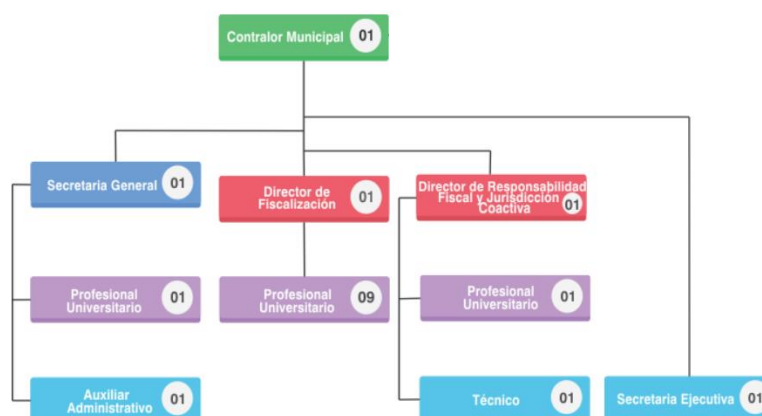 Contralor Municipal 01
Secretaria General 01
Director de
Fiscalización 01
Director de Responsabilidad
Fiscal y Jurisdicción
Coactiva 01
Profesional
Universitario 01
Profesional
Universitario 09
Profesional
Universitario 01
Auxiliar
Administrativo 01
Técnico 01
Secretaria Ejecutiva 01